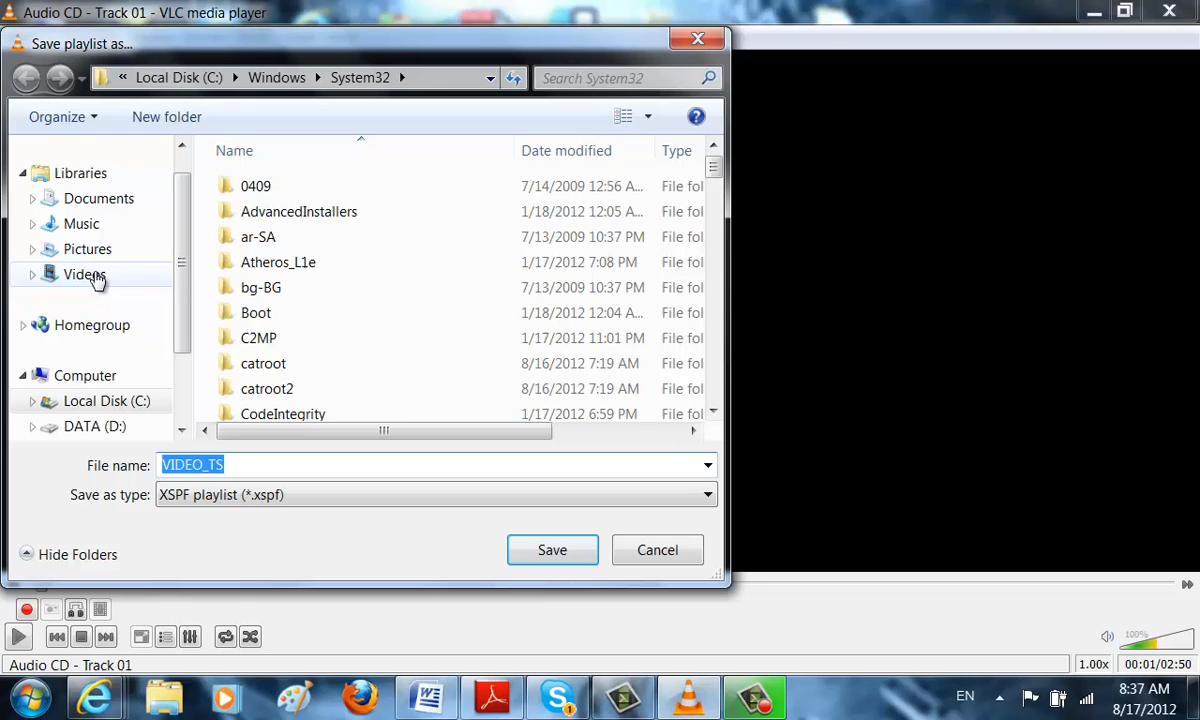 Audio CD - Track 01 - VLC media player
Save playlist as...
« Local Disk (C:) Windows System32
Search System32
Organize New folder
Name Date modified Type
Libraries
Documents
Music
Pictures
Videos
Homegroup
Computer
Local Disk (C:)
DATA (D:)
0409 7/14/2009 12:56 A... File fol
AdvancedInstallers 1/18/2012 12:05 A... File fol
ar-SA 7/13/2009 10:37 PM File fol
Atheros_L1e 1/17/2012 7:08 PM File fol
bg-BG 7/13/2009 10:37 PM File fol
Boot 1/18/2012 12:04 A... File fol
C2MP 1/17/2012 11:01 PM File fol
catroot 8/16/2012 7:19 AM File fol
catroot2 8/16/2012 7:19 AM File fol
CodeIntegrity 1/17/2012 6:59 PM File fol
File name: VIDEO_TS
Save as type: XSPF playlist (*.xspf)
Hide Folders
Save Cancel
100%
Audio CD - Track 01 1.00x 00:01/02:50
EN 8:37 AM
8/17/2012